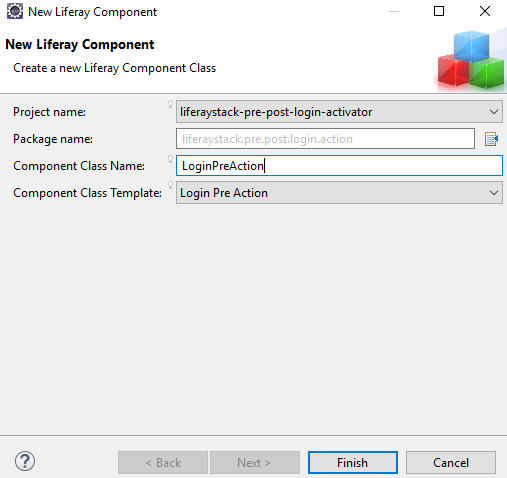 New Liferay Component
New Liferay Component
Create a new Liferay Component Class
Project name: liferaystack-pre-post-login-activator
Package name: liferaystack.pre.post.login.action
Component Class Name: LoginPreAction
Component Class Template: Login Pre Action
? < Back Next > Finish Cancel